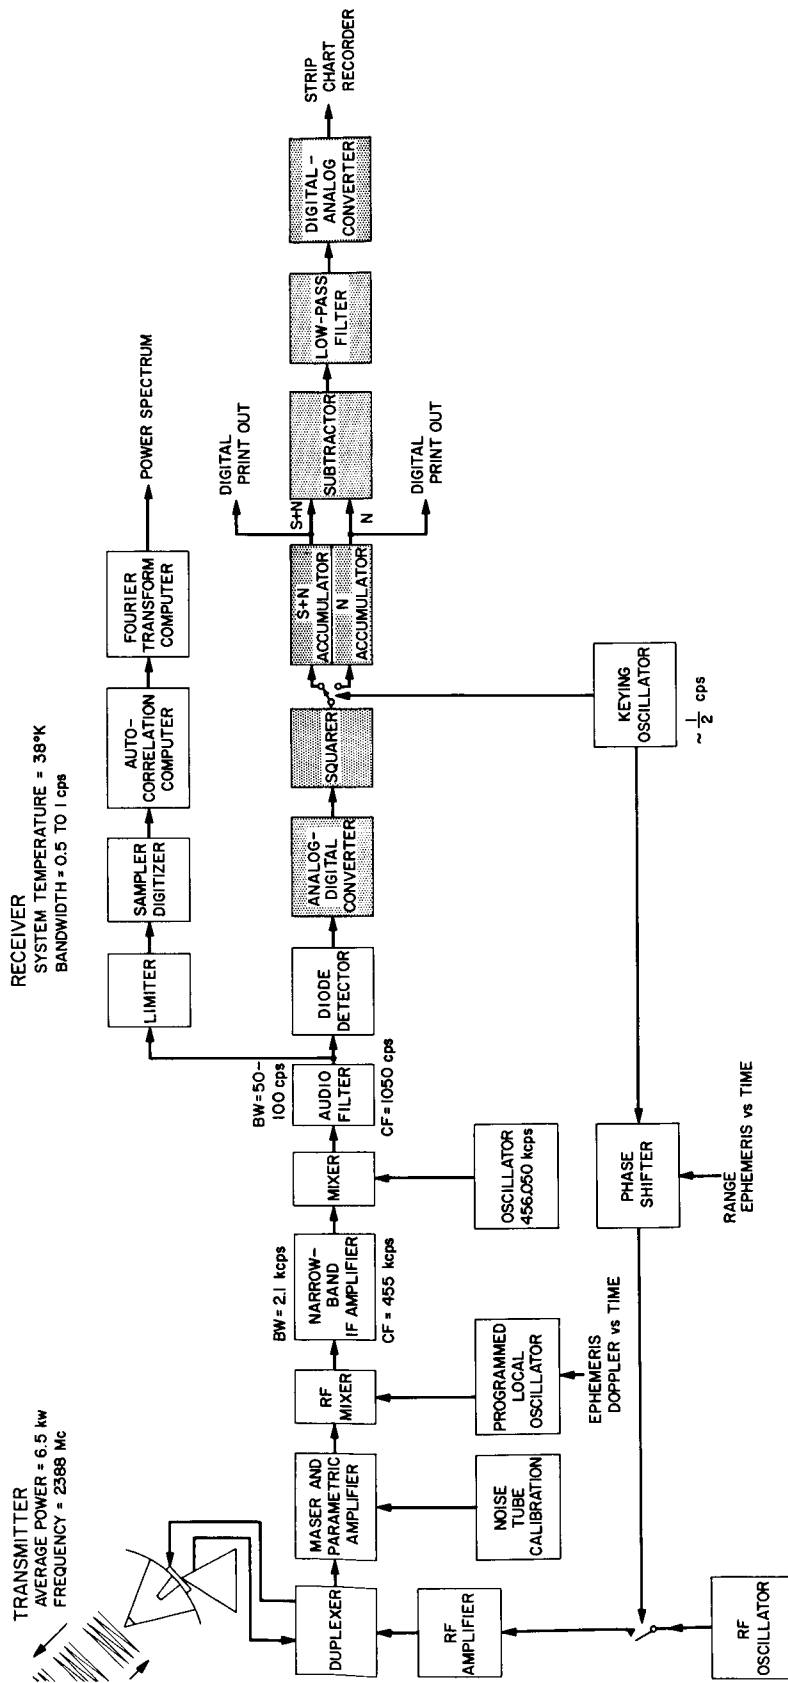 TRANSMITTER
AVERAGE POWER = 6.5 kw
FREQUENCY = 2388 Mc
RECEIVER
SYSTEM TEMPERATURE = 38°K
BANDWIDTH = 0.5 TO 1 cps
LIMITER
SAMPLER
DIGITIZER
AUTO-
CORRELATION
COMPUTER
FOURIER
TRANSFORM
COMPUTER
POWER SPECTRUM
DUPLEXER
MASER AND
PARAMETRIC
AMPLIFIER
RF
MIXER
BW = 2.1 kcps
NARROW-
BAND
IF AMPLIFIER
CF = 455 kcps
MIXER
BW = 50-
100 cps
AUDIO
FILTER
CF = 1050 cps
DIODE
DETECTOR
ANALOG-
DIGITAL
CONVERTER
SQUARER
S+N
ACCUMULATOR
N
ACCUMULATOR
S+N
N
DIGITAL
PRINT OUT
DIGITAL
PRINT OUT
SUBTRACTOR
LOW-PASS
FILTER
DIGITAL-
ANALOG
CONVERTER
STRIP
CHART
RECORDER
RF
AMPLIFIER
NOISE
TUBE
CALIBRATION
PROGRAMMED
LOCAL
OSCILLATOR
EPHEMERIS
DOPPLER vs TIME
OSCILLATOR
456.050 kcps
RF
OSCILLATOR
PHASE
SHIFTER
RANGE
EPHEMERIS vs TIME
KEYING
OSCILLATOR
~ 1/2 cps